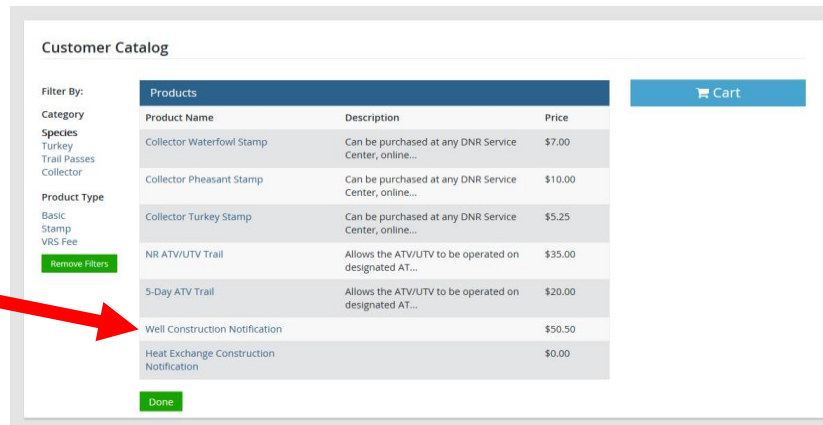 Customer Catalog
Filter By:
Category
Species
Turkey
Trail Passes
Collector
Product Type
Basic
Stamp
VRS Fee
Remove Filters
Products
Product Name Description Price
Collector Waterfowl Stamp Can be purchased at any DNR Service $7.00
Center, online...
Collector Pheasant Stamp Can be purchased at any DNR Service $10.00
Center, online...
Collector Turkey Stamp Can be purchased at any DNR Service $5.25
Center, online...
NR ATV/UTV Trail Allows the ATV/UTV to be operated on $35.00
designated AT...
5-Day ATV Trail Allows the ATV/UTV to be operated on $20.00
designated AT...
Well Construction Notification $50.50
Heat Exchange Construction $0.00
Notification
Done
Cart